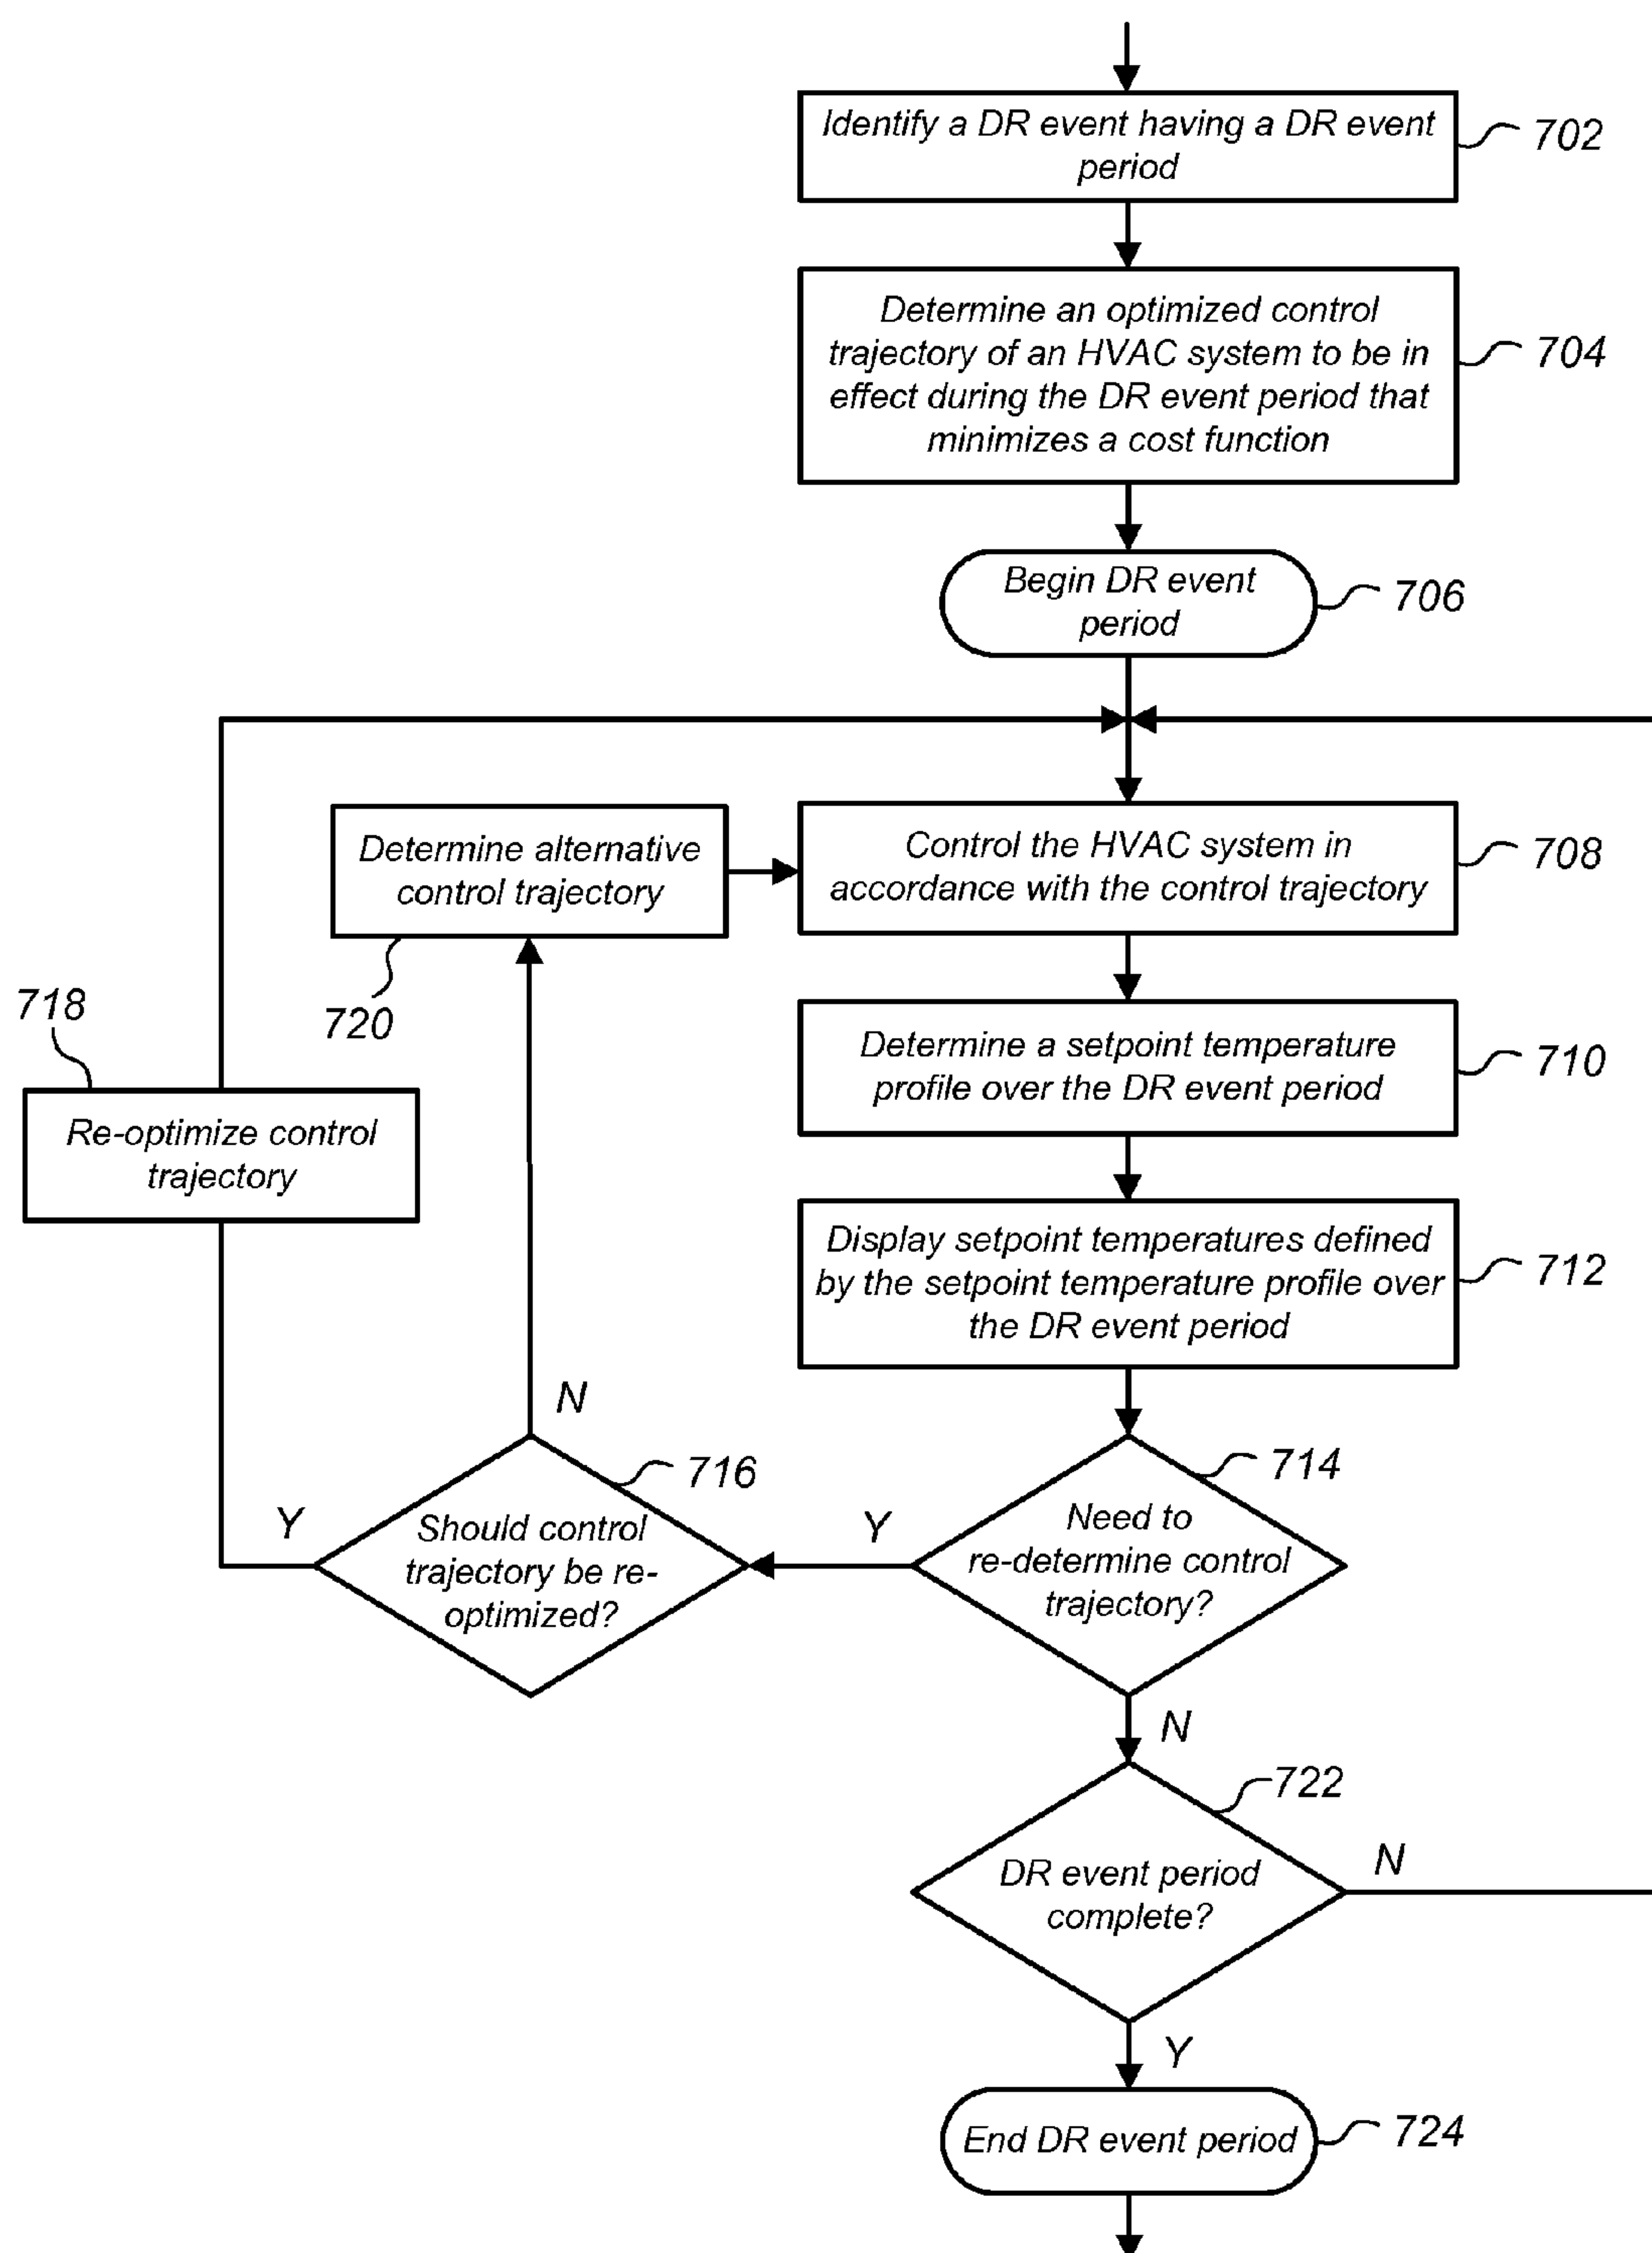 Identify a DR event having a DR event
period
702
Determine an optimized control
trajectory of an HVAC system to be in
effect during the DR event period that
minimizes a cost function
704
Begin DR event
period
706
Determine alternative
control trajectory
720
Control the HVAC system in
accordance with the control trajectory
708
718
Re-optimize control
trajectory
Determine a setpoint temperature
profile over the DR event period
710
Display setpoint temperatures defined
by the setpoint temperature profile over
the DR event period
712
N
716
Should control
trajectory be re-
optimized?
Y
Y
714
Need to
re-determine control
trajectory?
N
722
DR event period
complete?
N
Y
End DR event period
724